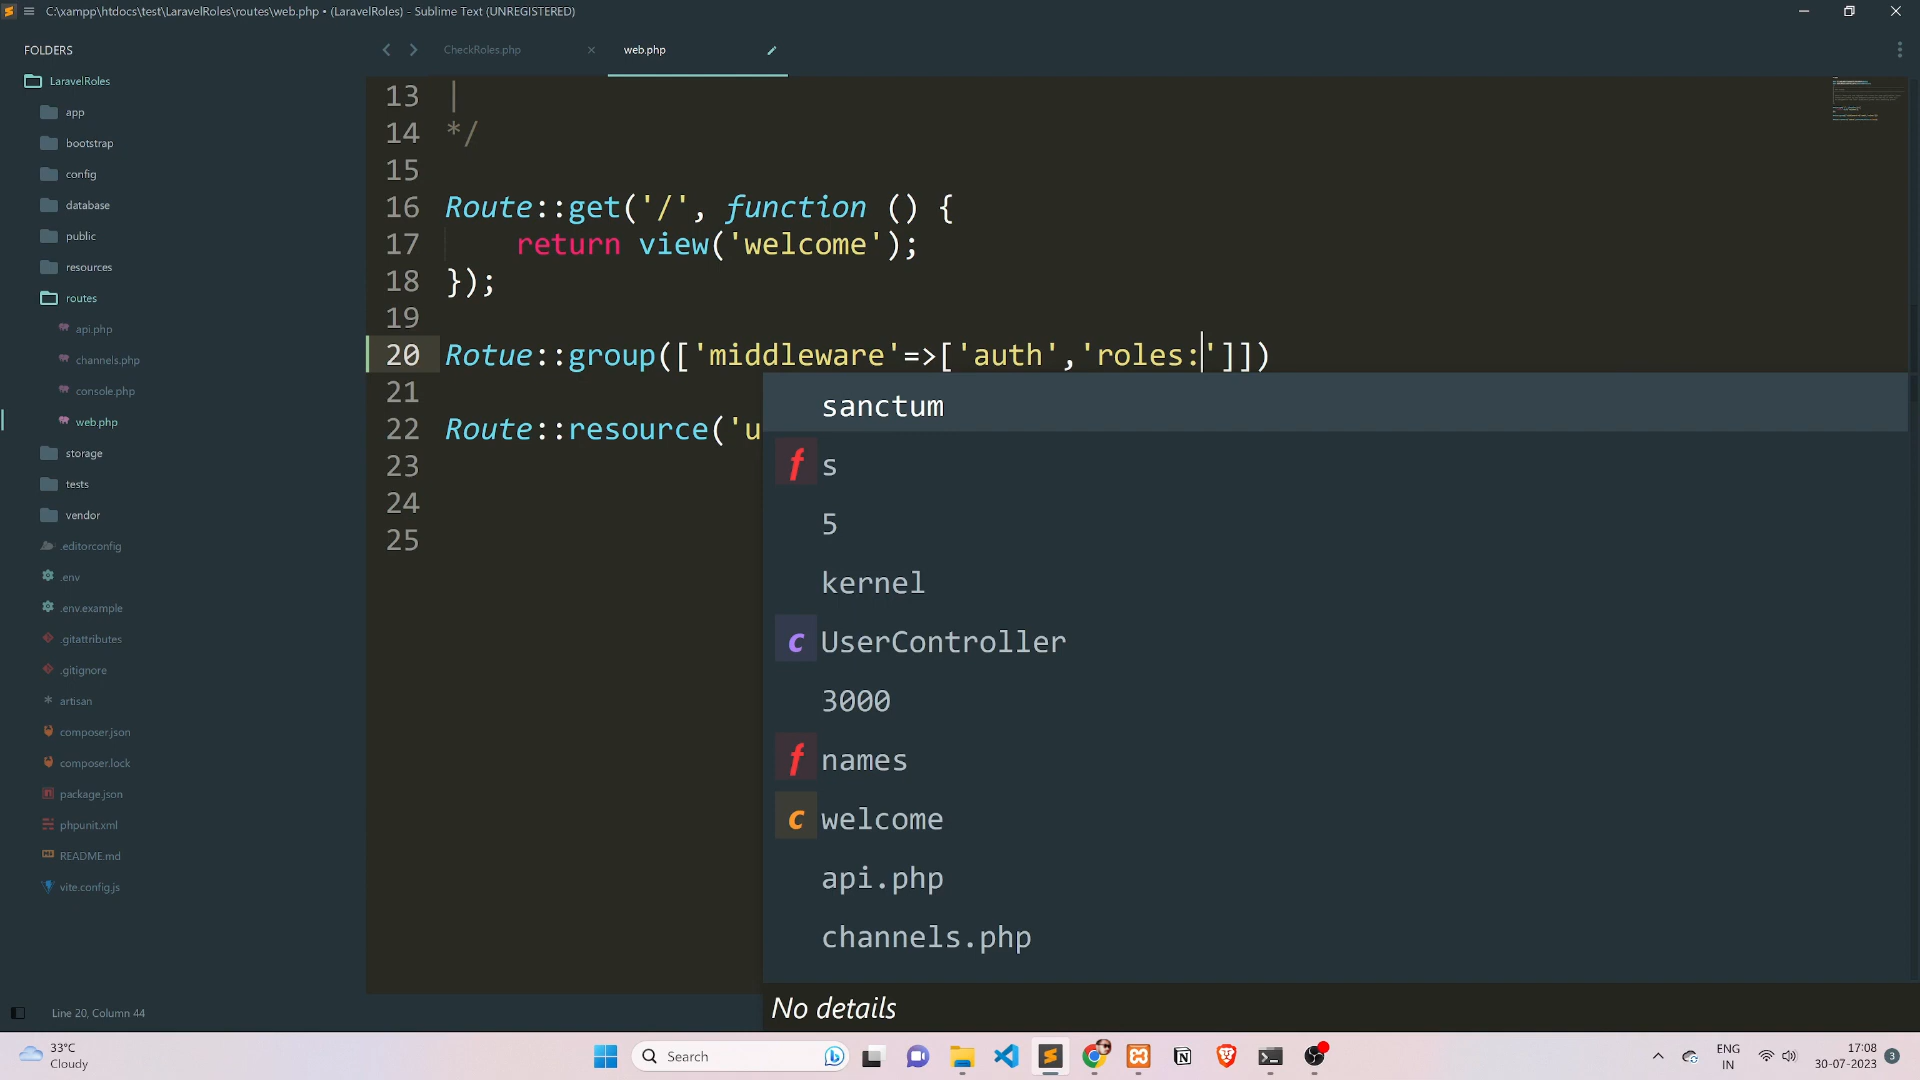 C:\xampp\htdocs\test\LaravelRoles\routes\web.php • (LaravelRoles) - Sublime Text (UNREGISTERED)
FOLDERS
LaravelRoles
app
bootstrap
config
database
public
resources
routes
api.php
channels.php
console.php
web.php
storage
tests
vendor
.editorconfig
.env
.env.example
.gitattributes
.gitignore
artisan
composer.json
composer.lock
package.json
phpunit.xml
README.md
vite.config.js
CheckRoles.php
web.php
13 |
14 */
15
16 Route::get('/', function () {
17 return view('welcome');
18 });
19
20 Rotue::group(['middleware'=>['auth','roles:']])
21
22 Route::resource('u
23
24
25
sanctum
f s
5
kernel
c UserController
3000
f names
c welcome
api.php
channels.php
No details
Line 20, Column 44
33°C
Cloudy
Search
ENG
IN
17:08
30-07-2023
3